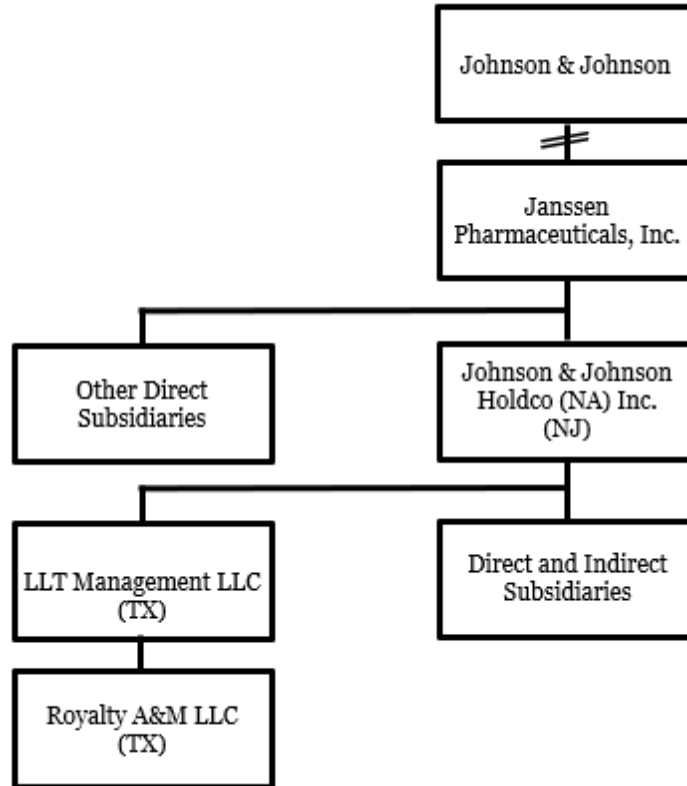 Johnson & Johnson
Janssen
Pharmaceuticals, Inc.
Other Direct
Subsidiaries
Johnson & Johnson
Holdco (NA) Inc.
(NJ)
LLT Management LLC
(TX)
Direct and Indirect
Subsidiaries
Royalty A&M LLC
(TX)